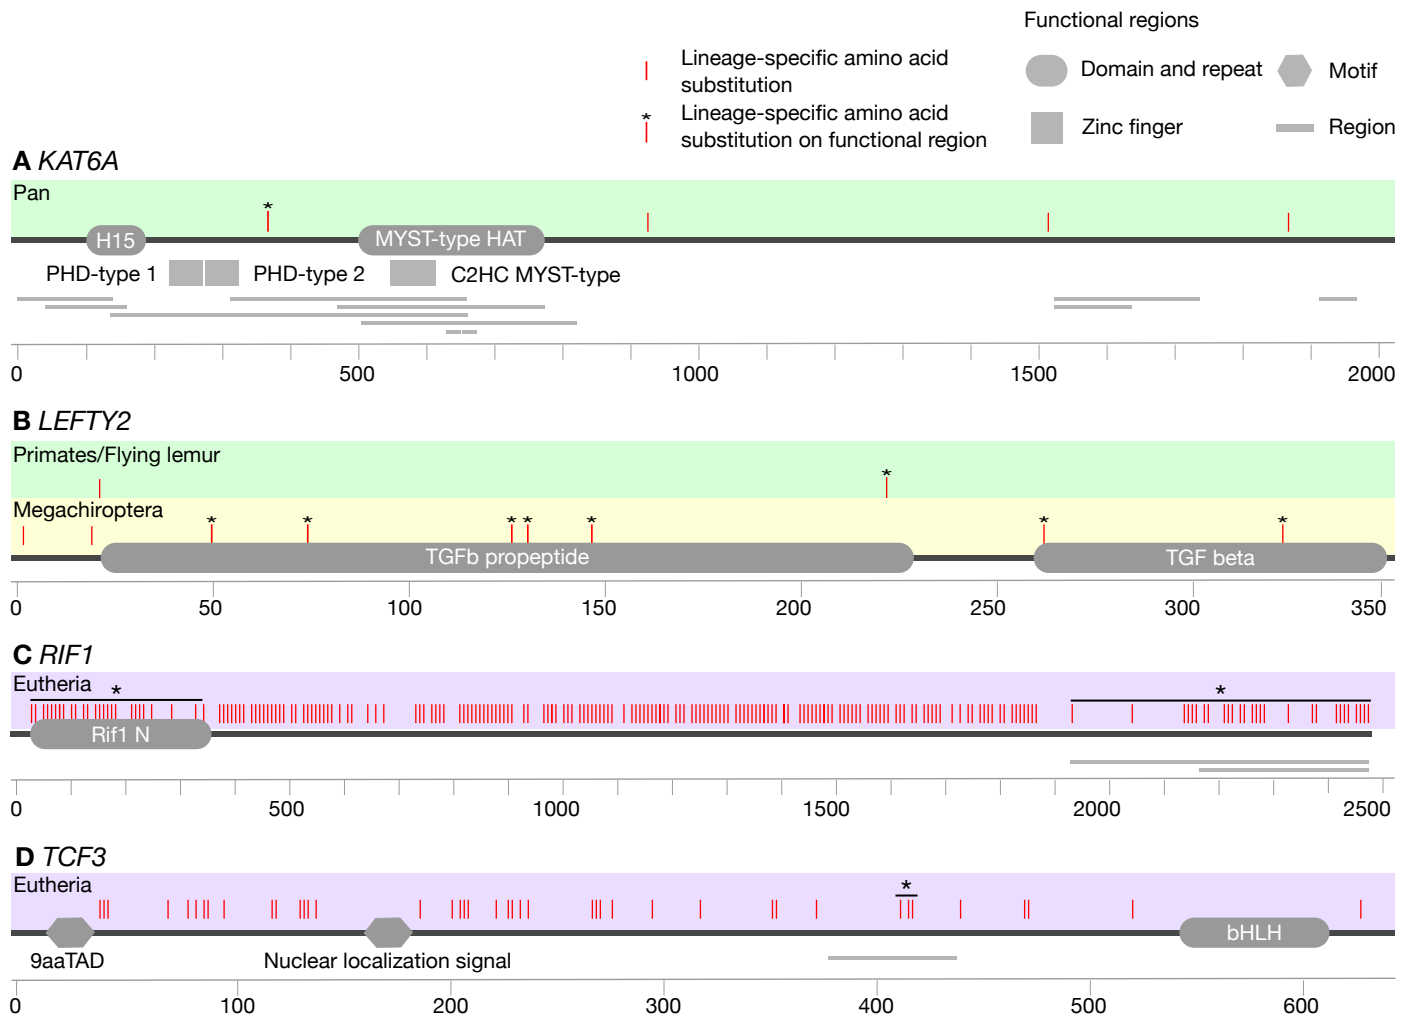 Functional regions
Lineage-specific amino acid
substitution
*
Lineage-specific amino acid
substitution on functional region
Domain and repeat
Motif
Zinc finger
Region
A KAT6A
Pan
*
H15
MYST-type HAT
PHD-type 1
PHD-type 2
C2HC MYST-type
0 500 1000 1500 2000
B LEFTY2
Primates/Flying lemur
*
Megachiroptera
* * * * * * *
TGFb propeptide
TGF beta
0 50 100 150 200 250 300 350
C RIF1
Eutheria
* *
Rif1 N
0 500 1000 1500 2000 2500
D TCF3
Eutheria
*
bHLH
9aaTAD
Nuclear localization signal
0 100 200 300 400 500 600